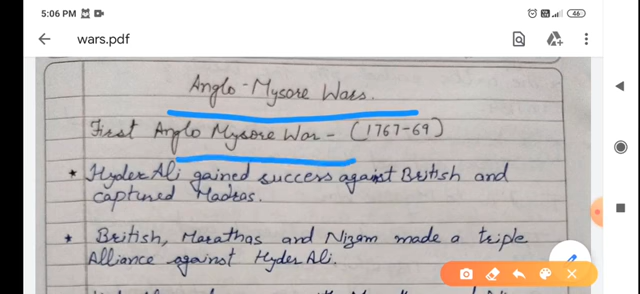 5:06 PM
46
wars.pdf
Anglo-Mysore Wars.
First Anglo Mysore War - (1767-69)
* Hyder Ali gained success against British and
captured Madras.
* British, Marathas and Nizam made a triple
Alliance against Hyder Ali.